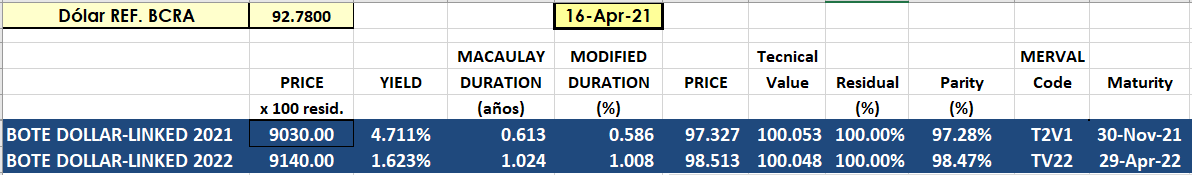 Dólar REF. BCRA 92.7800 16-Apr-21
MACAULAY MODIFIED Tecnical MERVAL
PRICE YIELD DURATION DURATION PRICE Value Residual Parity Code Maturity
x 100 resid. (años) (%) (%) (%)
BOTE DOLLAR-LINKED 2021 9030.00 4.711% 0.613 0.586 97.327 100.053 100.00% 97.28% T2V1 30-Nov-21
BOTE DOLLAR-LINKED 2022 9140.00 1.623% 1.024 1.008 98.513 100.048 100.00% 98.47% TV22 29-Apr-22